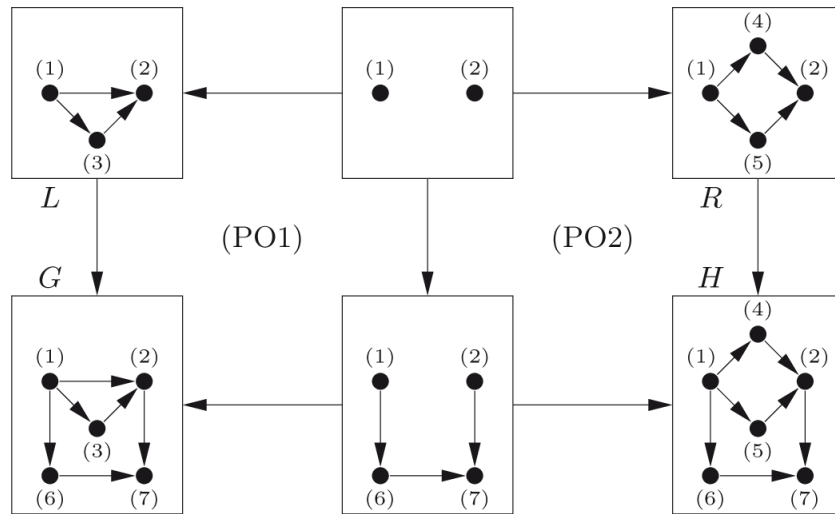 (4)
(1) (2) (1) (2) (1) (2)
(3) (5)
L R
(PO1) (PO2)
G H
(4)
(1) (2) (1) (2) (1) (2)
(3) (5)
(6) (7) (6) (7) (6) (7)